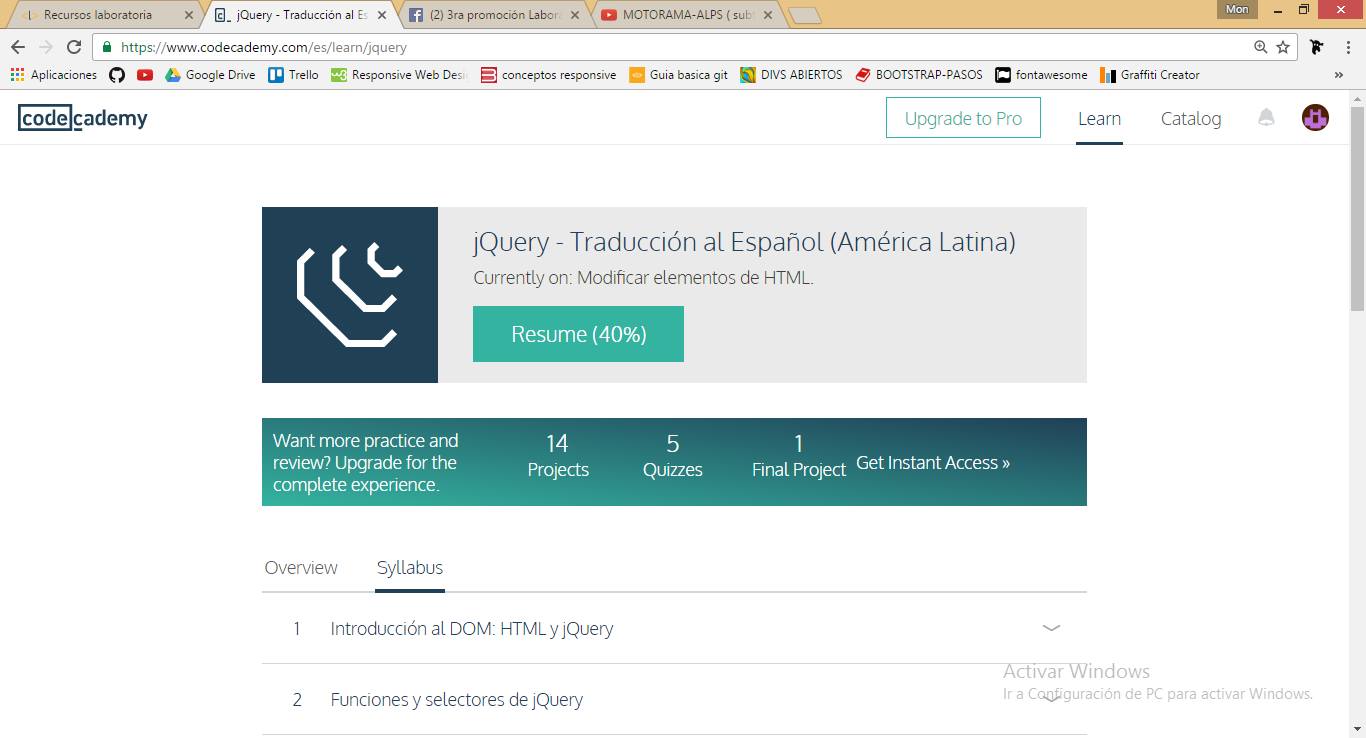 Recursos laboratoria
jQuery - Traducción al Es
(2) 3ra promoción Labora
MOTORAMA-ALPS ( sub
Mon
https://www.codecademy.com/es/learn/jquery
Aplicaciones
Google Drive
Trello
w3
Responsive Web Desi
conceptos responsive
Guia basica git
DIVS ABIERTOS
BOOTSTRAP-PASOS
fontawesome
Graffiti Creator
»
codecademy
Upgrade to Pro
Learn
Catalog
jQuery - Traducción al Español (América Latina)
Currently on: Modificar elementos de HTML.
Resume (40%)
Want more practice and
review? Upgrade for the
complete experience.
14
Projects
5
Quizzes
1
Final Project
Get Instant Access »
Overview
Syllabus
1 Introducción al DOM: HTML y jQuery
2 Funciones y selectores de jQuery
Activar Windows
Ir a Configuración de PC para activar Windows.